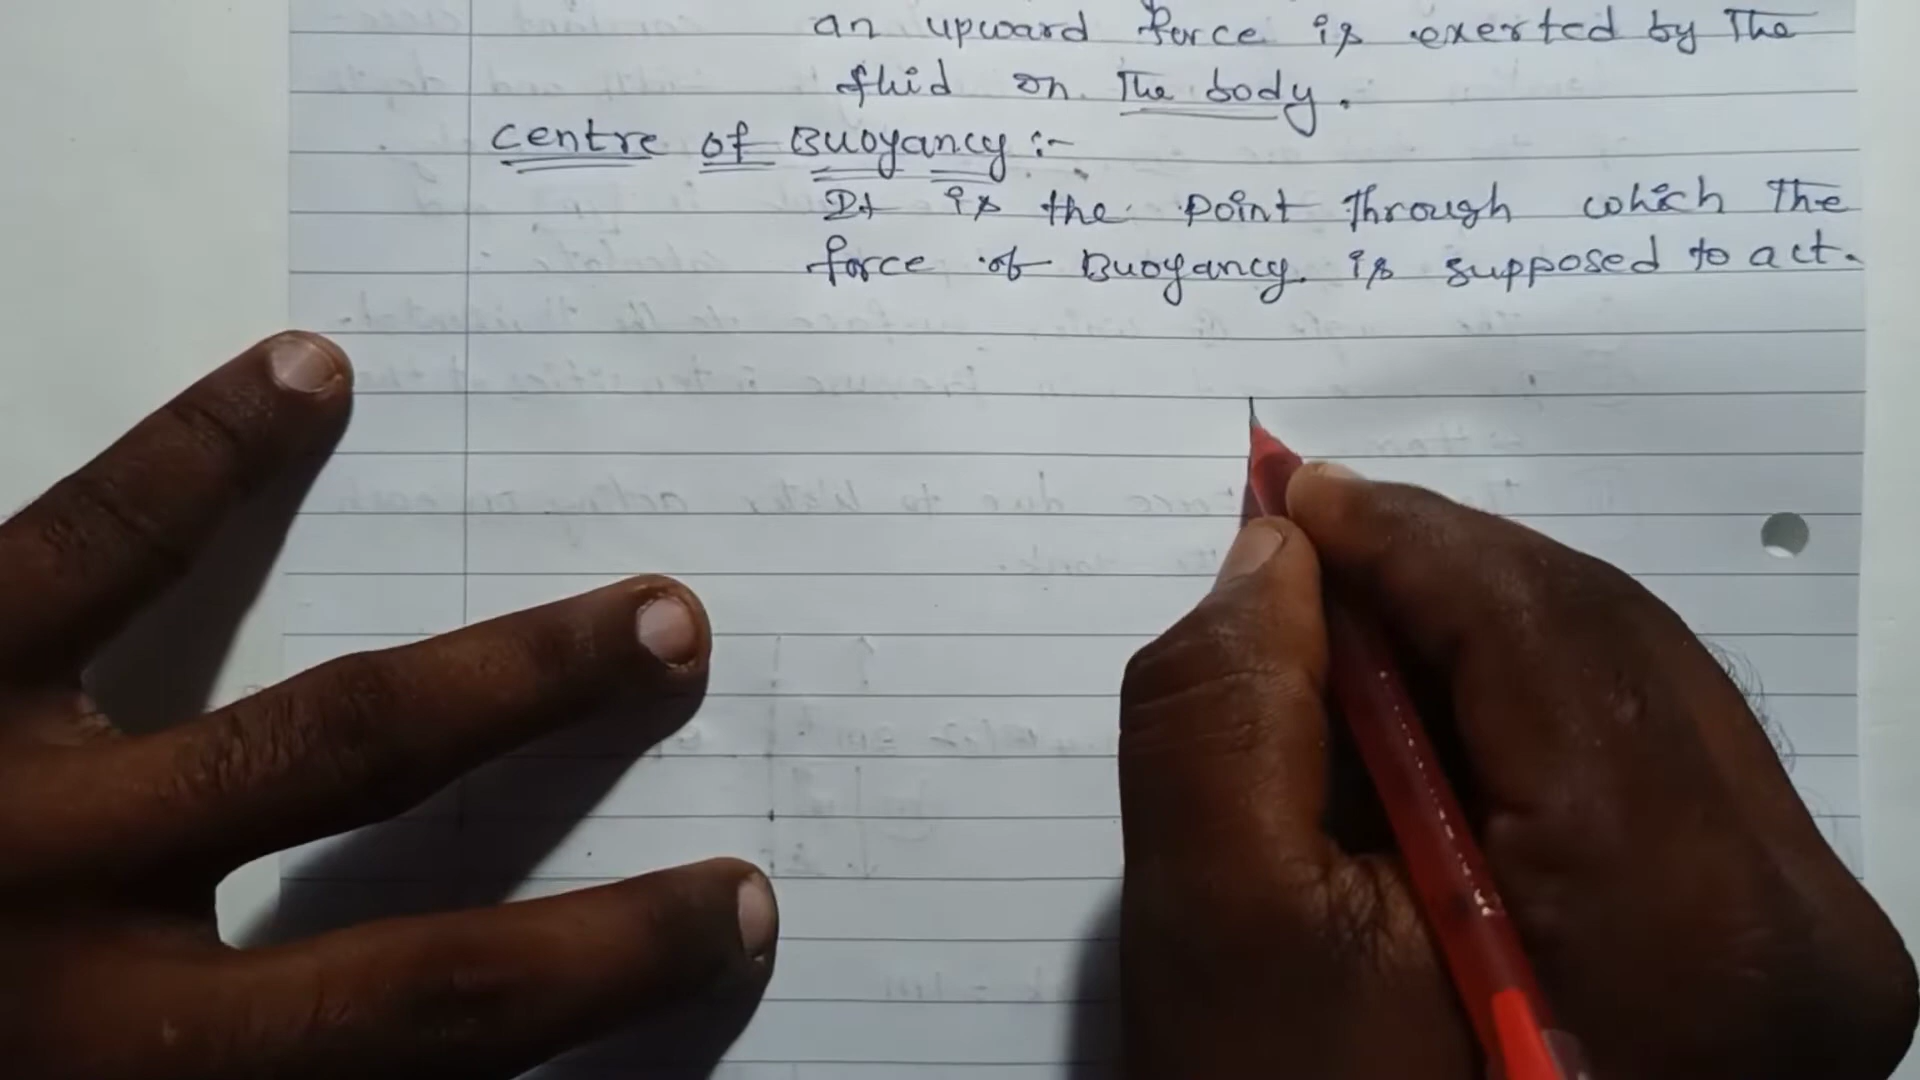 an upward force is exerted by The
fluid on The body.
centre of Buoyancy :-
It is the point through which The
force of Buoyancy is supposed to act.